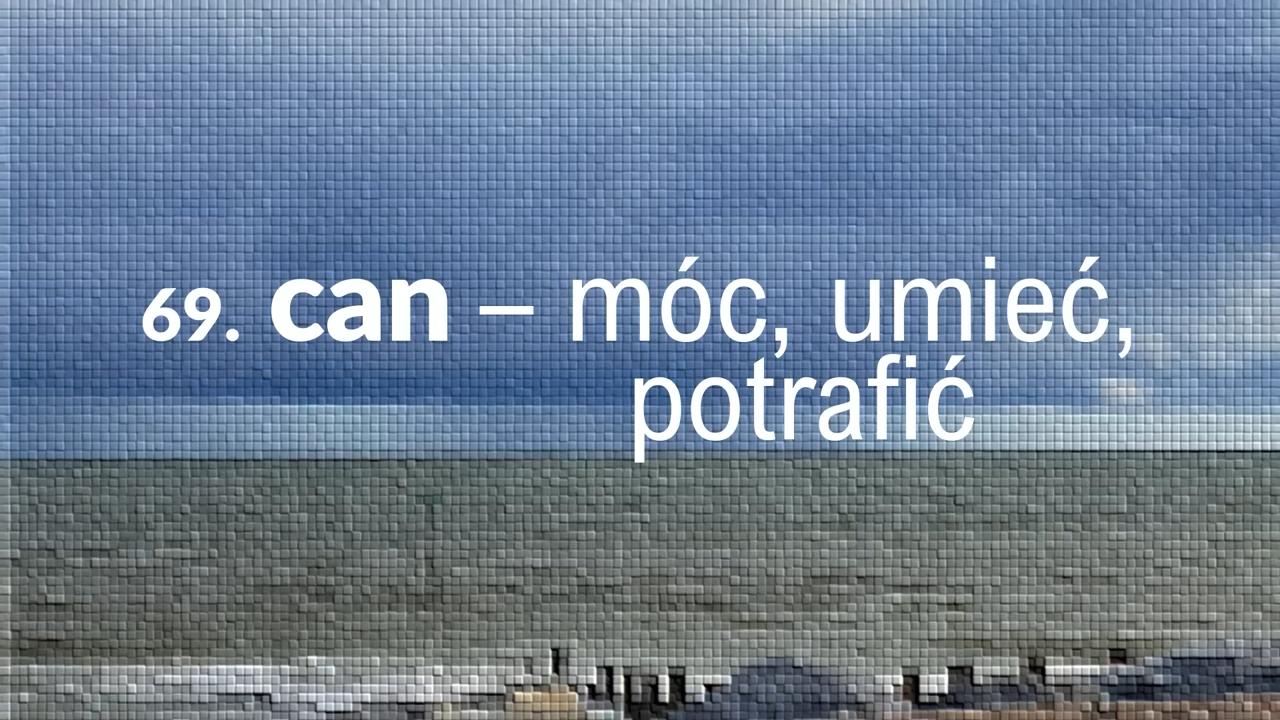 69. can – móc, umieć,
potrafić